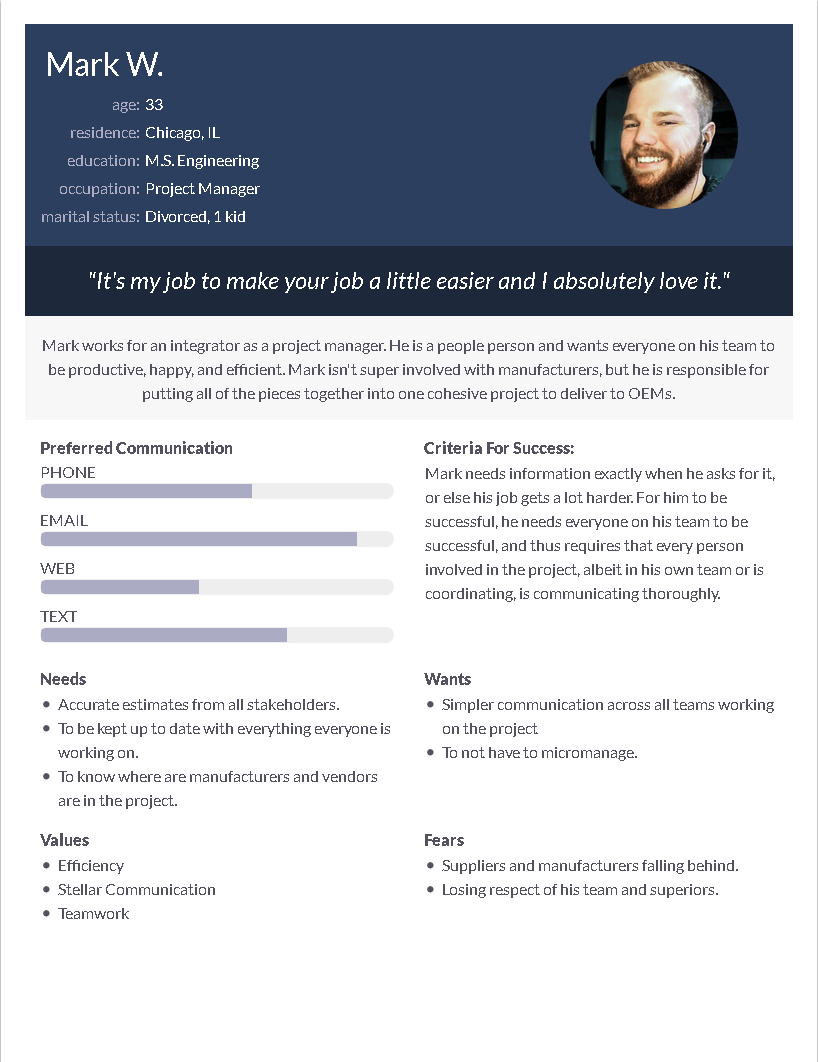 Mark W.
age: 33
residence: Chicago, IL
education: M.S. Engineering
occupation: Project Manager
marital status: Divorced, 1 kid
"It's my job to make your job a little easier and I absolutely love it."
Mark works for an integrator as a project manager. He is a people person and wants everyone on his team to
be productive, happy, and efficient. Mark isn't super involved with manufacturers, but he is responsible for
putting all of the pieces together into one cohesive project to deliver to OEMs.
Preferred Communication
PHONE
EMAIL
WEB
TEXT
Criteria For Success:
Mark needs information exactly when he asks for it,
or else his job gets a lot harder. For him to be
successful, he needs everyone on his team to be
successful, and thus requires that every person
involved in the project, albeit in his own team or is
coordinating, is communicating thoroughly.
Needs
• Accurate estimates from all stakeholders.
• To be kept up to date with everything everyone is
working on.
• To know where are manufacturers and vendors
are in the project.
Wants
• Simpler communication across all teams working
on the project
• To not have to micromanage.
Values
• Efficiency
• Stellar Communication
• Teamwork
Fears
• Suppliers and manufacturers falling behind.
• Losing respect of his team and superiors.